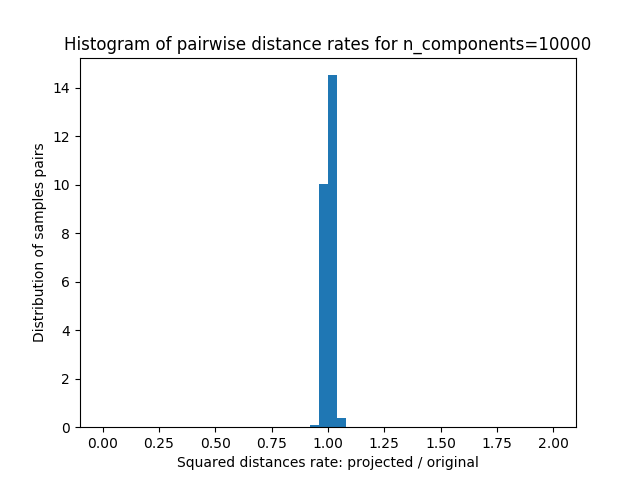 Histogram of pairwise distance rates for n_components=10000
Distribution of samples pairs
14
12
10
8
6
4
2
0
0.00 0.25 0.50 0.75 1.00 1.25 1.50 1.75 2.00
Squared distances rate: projected / original